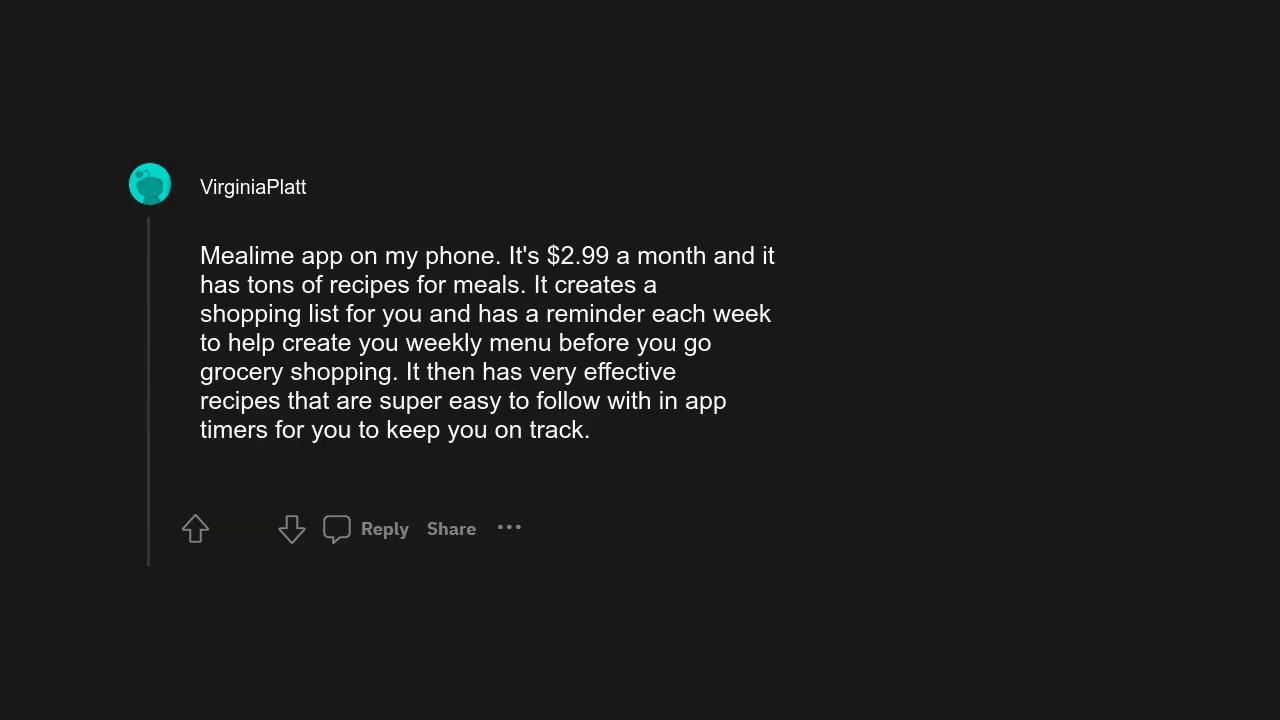 VirginiaPlatt
Mealime app on my phone. It's $2.99 a month and it
has tons of recipes for meals. It creates a
shopping list for you and has a reminder each week
to help create you weekly menu before you go
grocery shopping. It then has very effective
recipes that are super easy to follow with in app
timers for you to keep you on track.
Reply Share